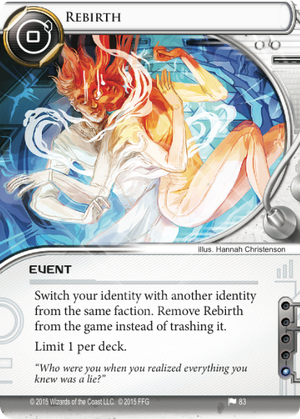 0
Rebirth
Illus. Hannah Christenson
EVENT
Switch your identity with another identity
from the same faction. Remove Rebirth
from the game instead of trashing it.
Limit 1 per deck.
“Who were you when you realized everything you
knew was a lie?”
© 2015 Wizards of the Coast LLC. © 2015 FFG
83